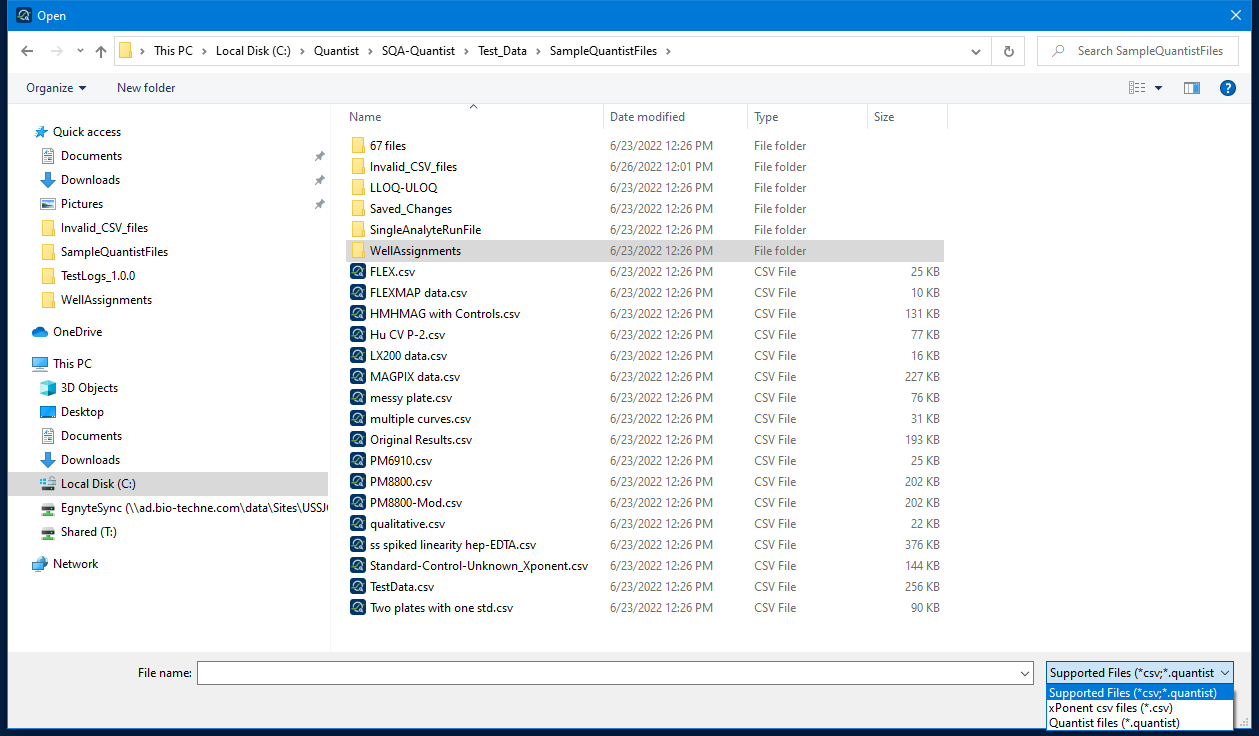 Open
This PC › Local Disk (C:) › Quantist › SQA-Quantist › Test_Data › SampleQuantistFiles ›
Search SampleQuantistFiles
Organize
New folder
?
Quick access
Documents
Downloads
Pictures
Invalid_CSV_files
SampleQuantistFiles
TestLogs_1.0.0
WellAssignments
OneDrive
This PC
3D Objects
Desktop
Documents
Downloads
Local Disk (C:)
EgnyteSync (\\ad.bio-techne.com\data\Sites\USSJ
Shared (T:)
Network
Name Date modified Type Size
67 files 6/23/2022 12:26 PM File folder
Invalid_CSV_files 6/26/2022 12:01 PM File folder
LLOQ-ULOQ 6/23/2022 12:26 PM File folder
Saved_Changes 6/23/2022 12:26 PM File folder
SingleAnalyteRunFile 6/23/2022 12:26 PM File folder
WellAssignments 6/23/2022 12:26 PM File folder
FLEX.csv 6/23/2022 12:26 PM CSV File 25 KB
FLEXMAP data.csv 6/23/2022 12:26 PM CSV File 10 KB
HMHMAG with Controls.csv 6/23/2022 12:26 PM CSV File 131 KB
Hu CV P-2.csv 6/23/2022 12:26 PM CSV File 77 KB
LX200 data.csv 6/23/2022 12:26 PM CSV File 16 KB
MAGPIX data.csv 6/23/2022 12:26 PM CSV File 227 KB
messy plate.csv 6/23/2022 12:26 PM CSV File 76 KB
multiple curves.csv 6/23/2022 12:26 PM CSV File 31 KB
Original Results.csv 6/23/2022 12:26 PM CSV File 193 KB
PM6910.csv 6/23/2022 12:26 PM CSV File 25 KB
PM8800.csv 6/23/2022 12:26 PM CSV File 202 KB
PM8800-Mod.csv 6/23/2022 12:26 PM CSV File 202 KB
qualitative.csv 6/23/2022 12:26 PM CSV File 22 KB
ss spiked linearity hep-EDTA.csv 6/23/2022 12:26 PM CSV File 376 KB
Standard-Control-Unknown_Xponent.csv 6/23/2022 12:26 PM CSV File 144 KB
TestData.csv 6/23/2022 12:26 PM CSV File 256 KB
Two plates with one std.csv 6/23/2022 12:26 PM CSV File 90 KB
File name:
Supported Files (*csv;*.quantist
Supported Files (*csv;*.quantist)
xPonent csv files (*.csv)
Quantist files (*.quantist)